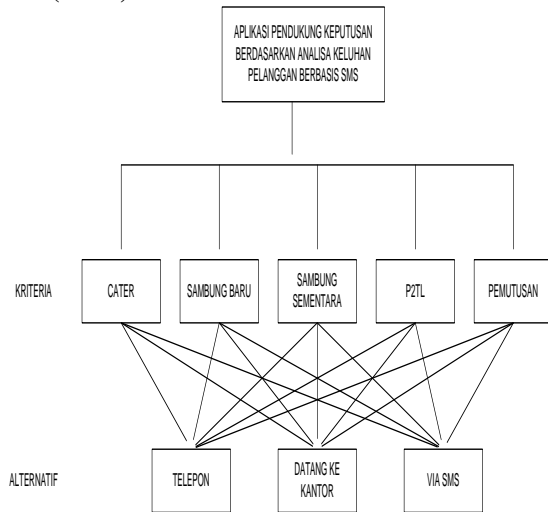 APLIKASI PENDUKUNG KEPUTUSAN
BERDASARKAN ANALISA KELUHAN
PELANGGAN BERBASIS SMS
KRITERIA
CATER
SAMBUNG BARU
SAMBUNG
SEMENTARA
P2TL
PEMUTUSAN
ALTERNATIF
TELEPON
DATANG KE
KANTOR
VIA SMS